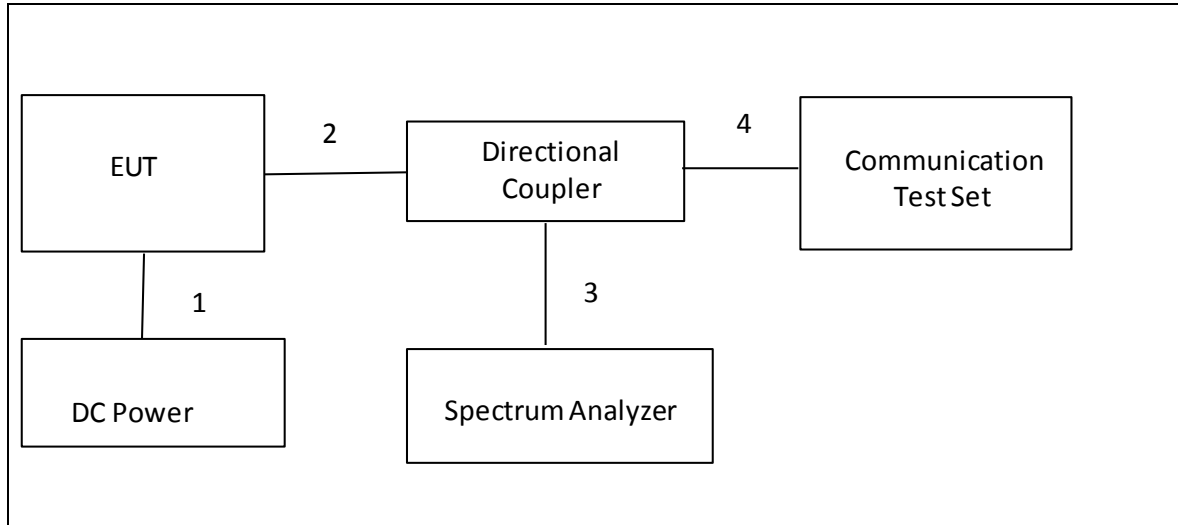 EUT
2
Directional
Coupler
4
Communication
Test Set
1
3
DC Power
Spectrum Analyzer